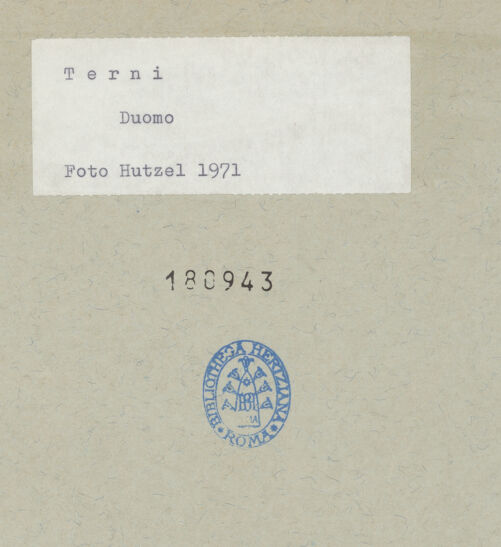 T e r n i
Duomo
Foto Hutzel 1971
180943
BIBLIOTHECA HERTZIANA
ROMA